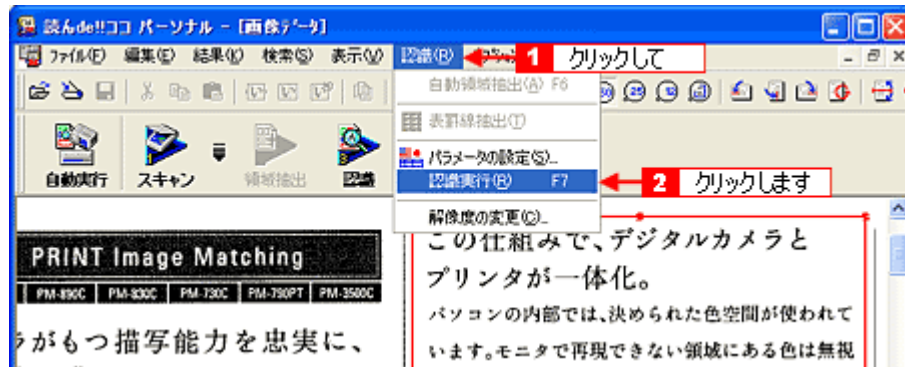 読んde!!ココ パーソナル - [画像データ]
ファイル(F) 編集(E) 結果(K) 検索(S) 表示(V) 認識(R)
1 クリックして
自動領域抽出(A) F6
表罫線抽出(T)
パラメータの設定(S)...
認識実行(R) F7
2 クリックします
解像度の変更(C)...
自動実行 スキャン 領域抽出 認識
PRINT Image Matching
PM-890C PM-830C PM-730C PM-790PT PM-3500C
ラがもつ描写能力を忠実に、
この仕組みで、デジタルカメラと
プリンタが一体化。
パソコンの内部では、決められた色空間が使われて
います。モニタで再現できない領域にある色は無視